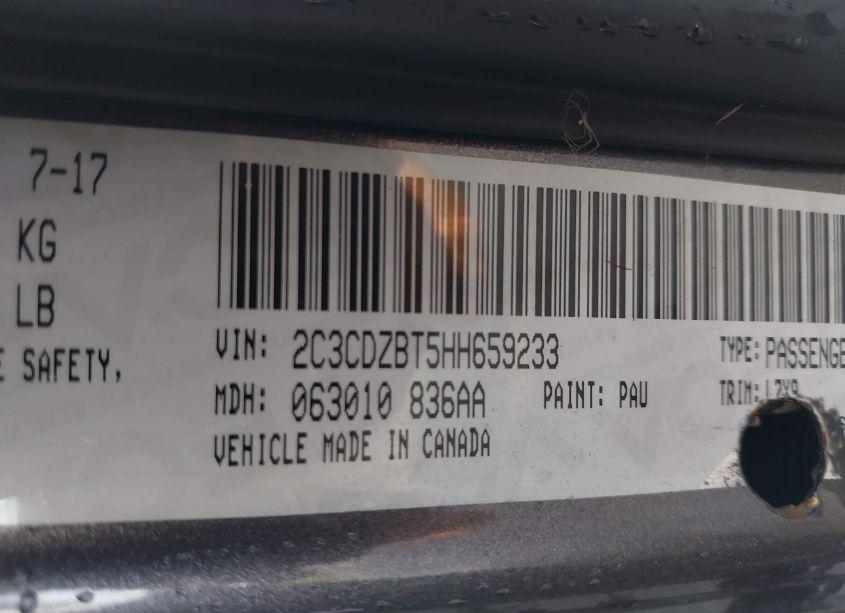 7-17
KG
LB
SAFETY,
VIN: 2C3CDZBT5HH659233
MDH: 063010 836AA
PAINT: PAU
VEHICLE MADE IN CANADA
TYPE: PASSENGE
TRIM: